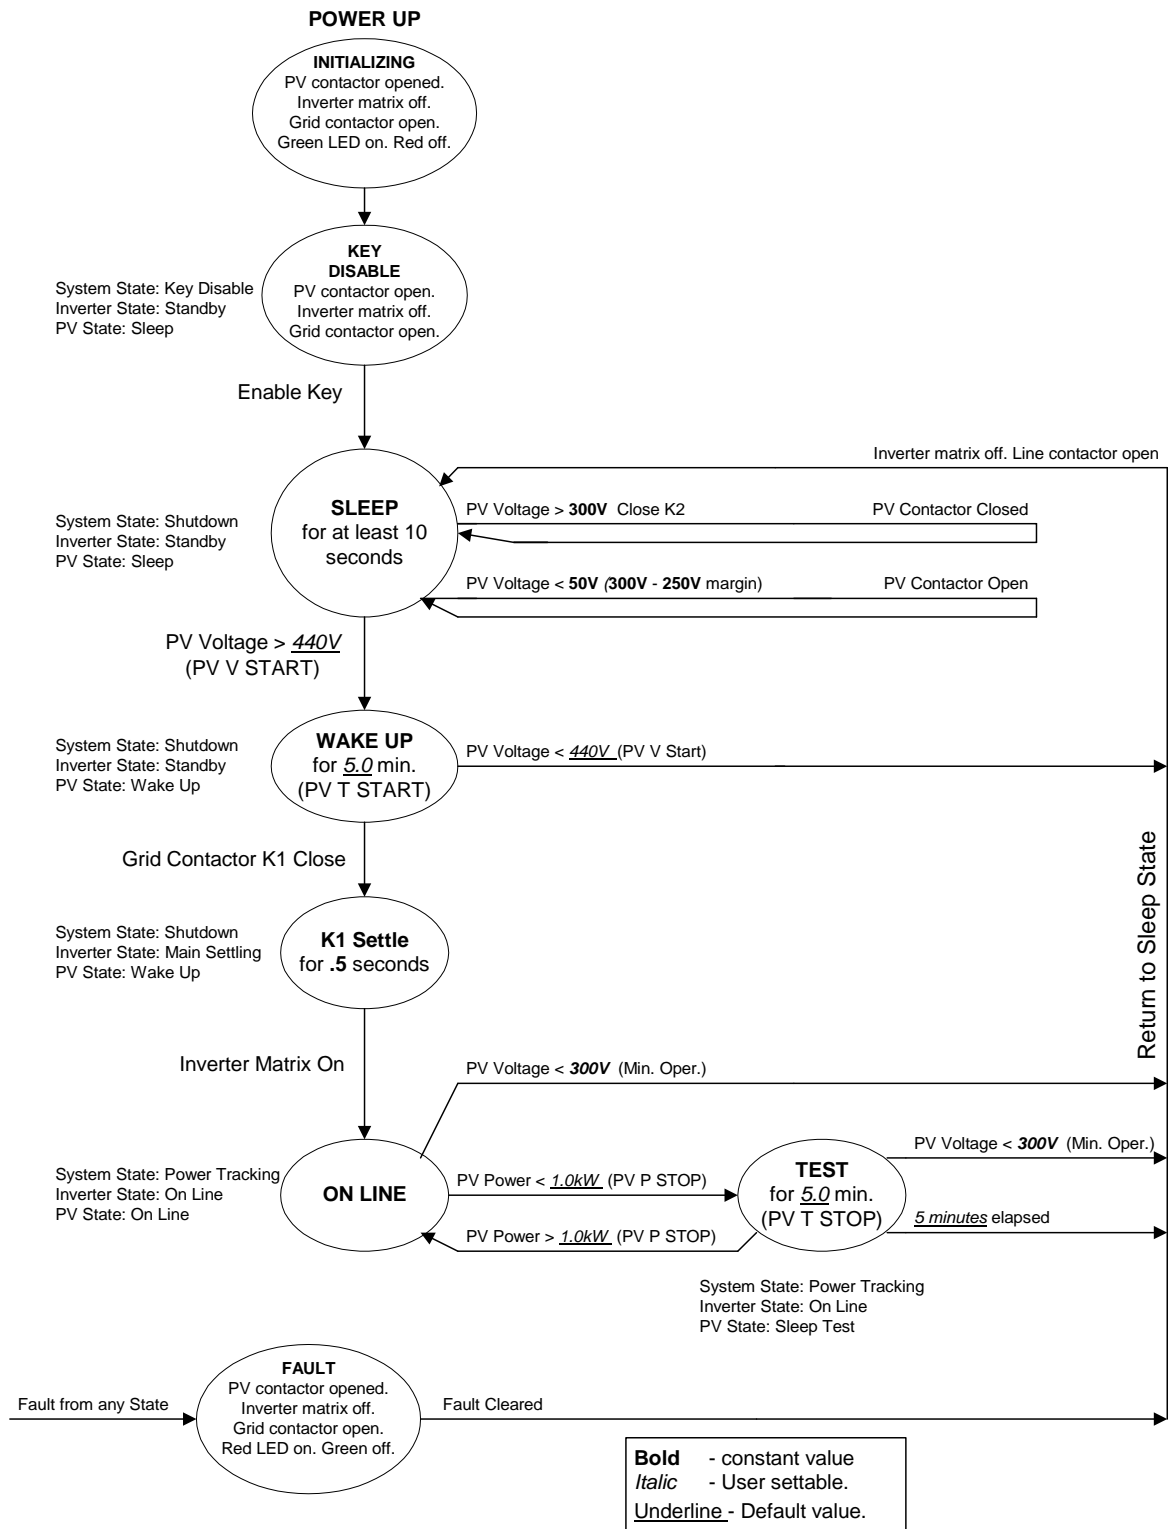 POWER UP
INITIALIZING
PV contactor opened.
Inverter matrix off.
Grid contactor open.
Green LED on. Red off.
KEY
DISABLE
PV contactor open.
Inverter matrix off.
Grid contactor open.
System State: Key Disable
Inverter State: Standby
PV State: Sleep
Enable Key
Inverter matrix off. Line contactor open
SLEEP
for at least 10
seconds
System State: Shutdown
Inverter State: Standby
PV State: Sleep
PV Voltage > 300V Close K2
PV Contactor Closed
PV Voltage < 50V (300V - 250V margin)
PV Contactor Open
PV Voltage > 440V
(PV V START)
WAKE UP
for 5.0 min.
(PV T START)
System State: Shutdown
Inverter State: Standby
PV State: Wake Up
PV Voltage < 440V (PV V Start)
Grid Contactor K1 Close
K1 Settle
for .5 seconds
System State: Shutdown
Inverter State: Main Settling
PV State: Wake Up
Return to Sleep State
Inverter Matrix On
PV Voltage < 300V (Min. Oper.)
ON LINE
System State: Power Tracking
Inverter State: On Line
PV State: On Line
PV Power < 1.0kW (PV P STOP)
PV Power > 1.0kW (PV P STOP)
TEST
for 5.0 min.
(PV T STOP)
PV Voltage < 300V (Min. Oper.)
5 minutes elapsed
System State: Power Tracking
Inverter State: On Line
PV State: Sleep Test
Fault from any State
FAULT
PV contactor opened.
Inverter matrix off.
Grid contactor open.
Red LED on. Green off.
Fault Cleared
Bold - constant value
Italic - User settable.
Underline - Default value.